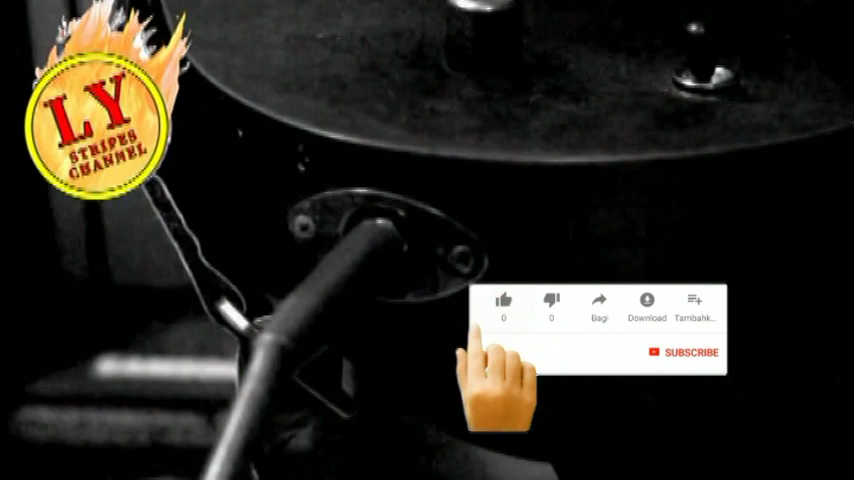 LY
STRIPES
CHANNEL
0 0 Bagi Download Tambahk...
SUBSCRIBE